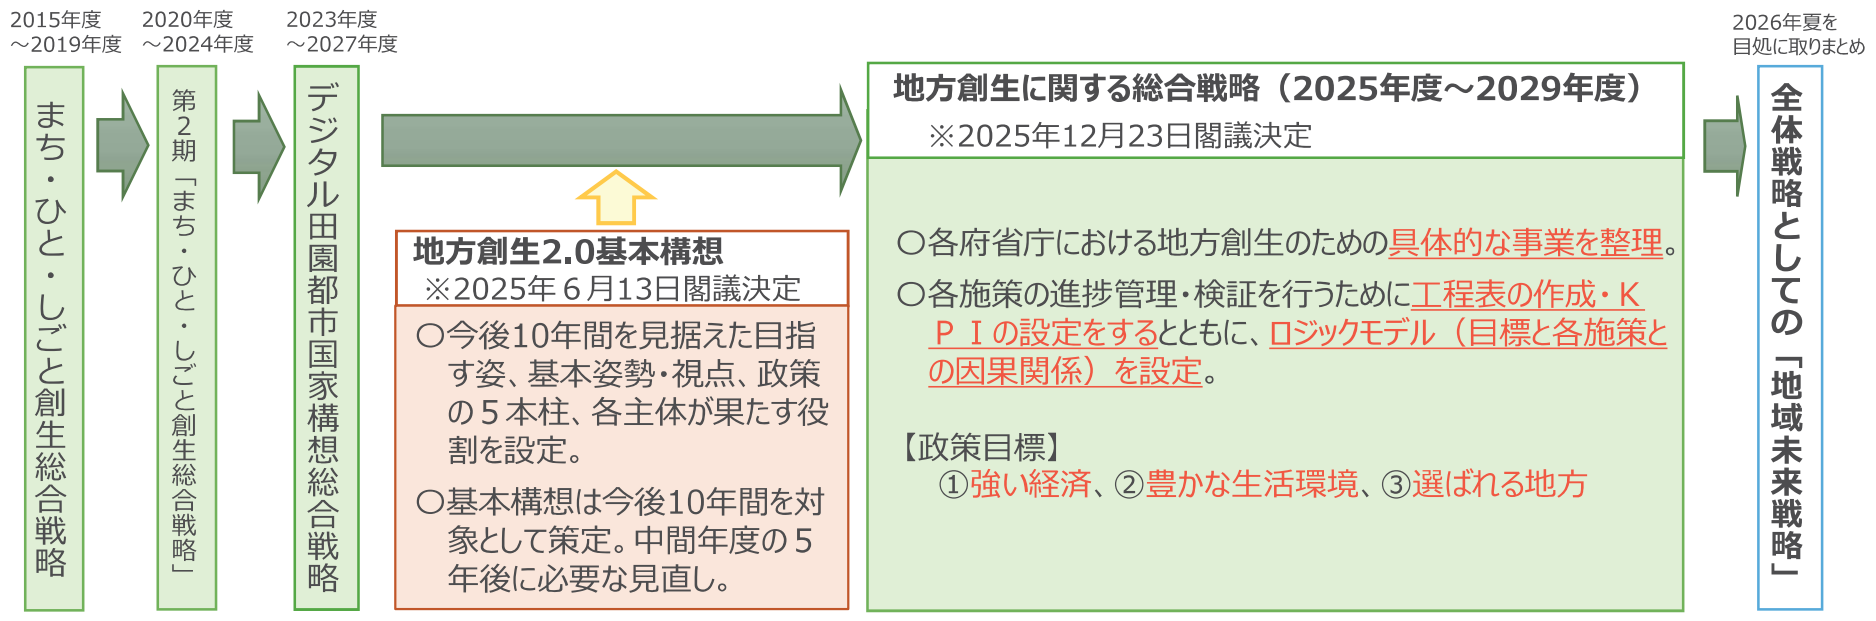 2015年度
～2019年度
まち・ひと・しごと創生総合戦略
2020年度
～2024年度
第２期「まち・ひと・しごと創生総合戦略」
2023年度
～2027年度
デジタル田園都市国家構想総合戦略
地方創生2.0基本構想
※2025年６月13日閣議決定
〇今後10年間を見据えた目指
す姿、基本姿勢・視点、政策
の５本柱、各主体が果たす役
割を設定。
〇基本構想は今後10年間を対
象として策定。中間年度の５
年後に必要な見直し。
地方創生に関する総合戦略（2025年度～2029年度）
※2025年12月23日閣議決定
〇各府省庁における地方創生のための具体的な事業を整理。
〇各施策の進捗管理・検証を行うために工程表の作成・Ｋ
ＰＩの設定をするとともに、ロジックモデル（目標と各施策と
の因果関係）を設定。
【政策目標】
①強い経済、②豊かな生活環境、③選ばれる地方
2026年夏を
目処に取りまとめ
全体戦略としての「地域未来戦略」